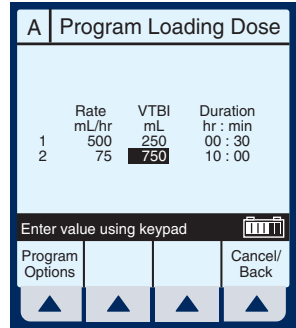 A Program Loading Dose
Rate VTBI Duration
mL/hr mL hr : min
1 500 250 00 : 30
2 75 750 10 : 00
Enter value using keypad
Program Cancel/
Options Back